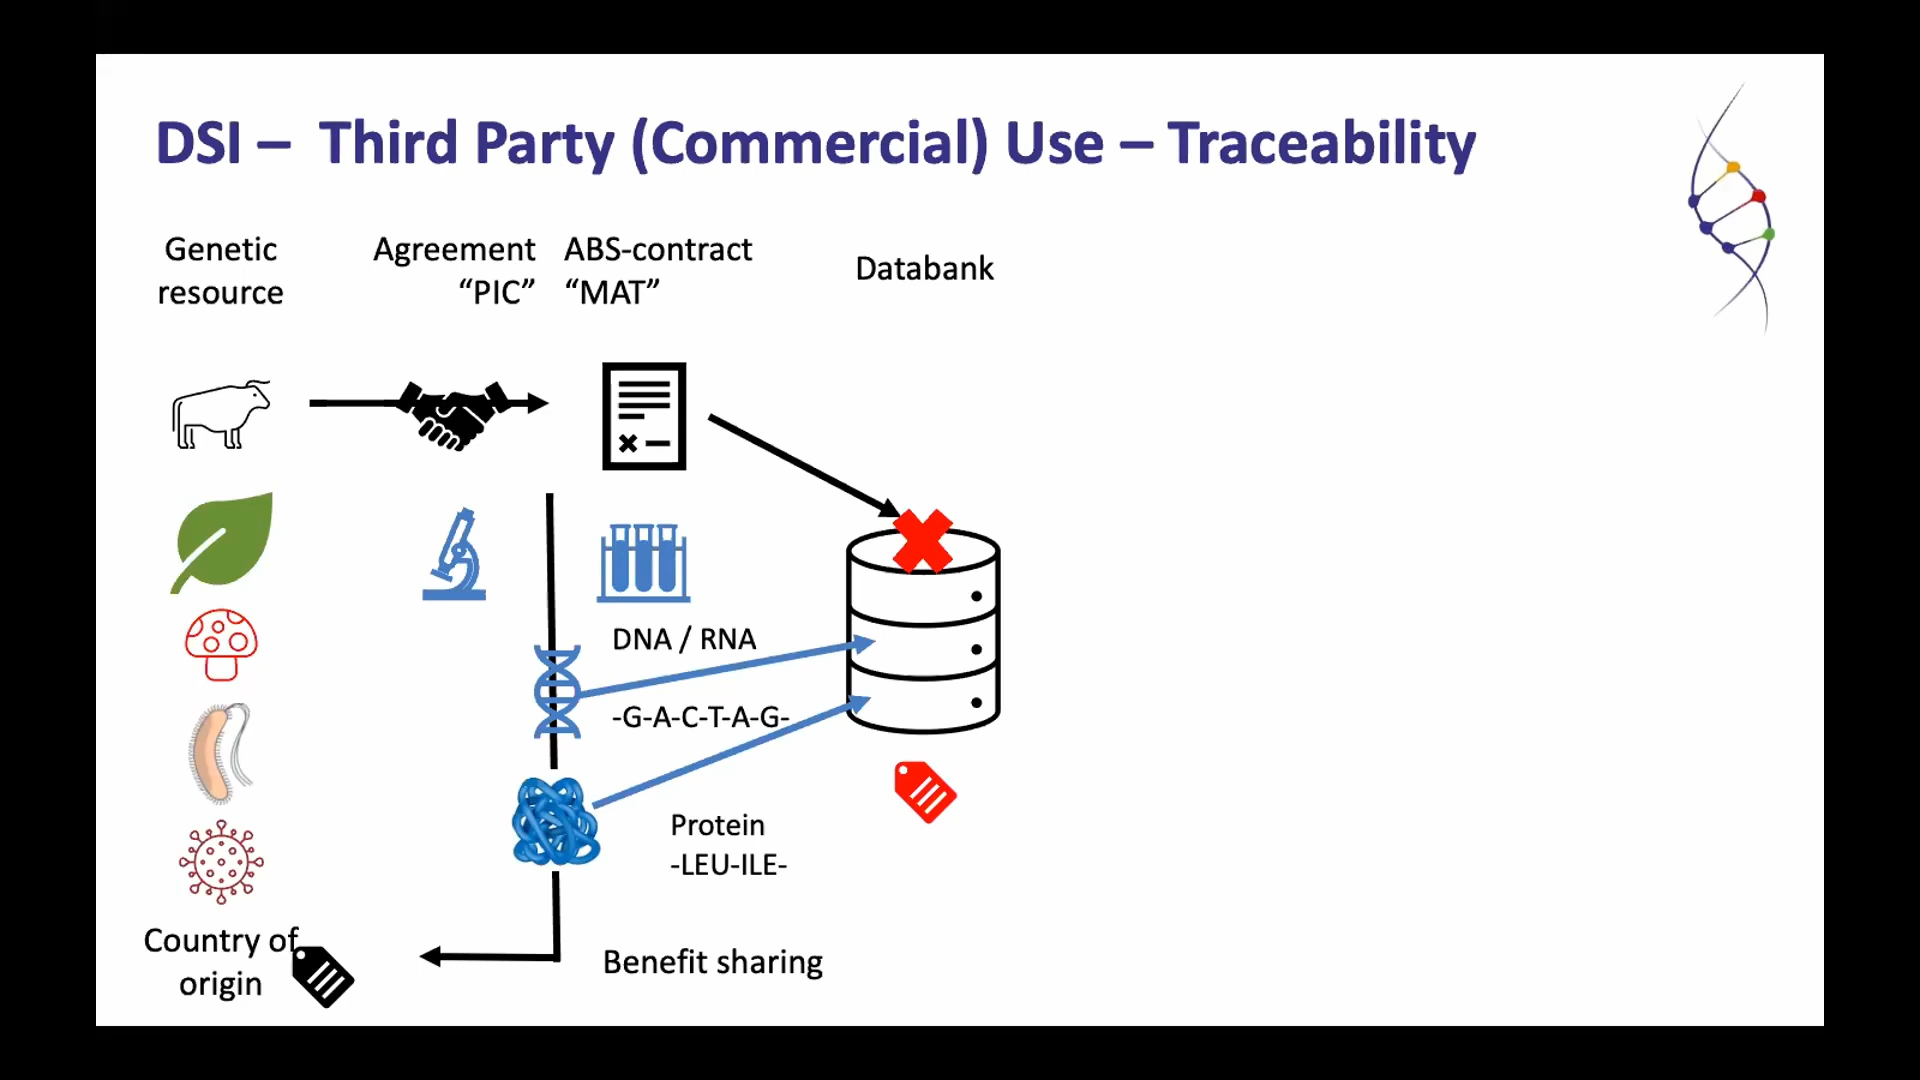 DSI – Third Party (Commercial) Use – Traceability
Genetic
resource
Agreement
“PIC”
ABS-contract
“MAT”
Databank
DNA / RNA
-G-A-C-T-A-G-
Protein
-LEU-ILE-
Country of
origin
Benefit sharing